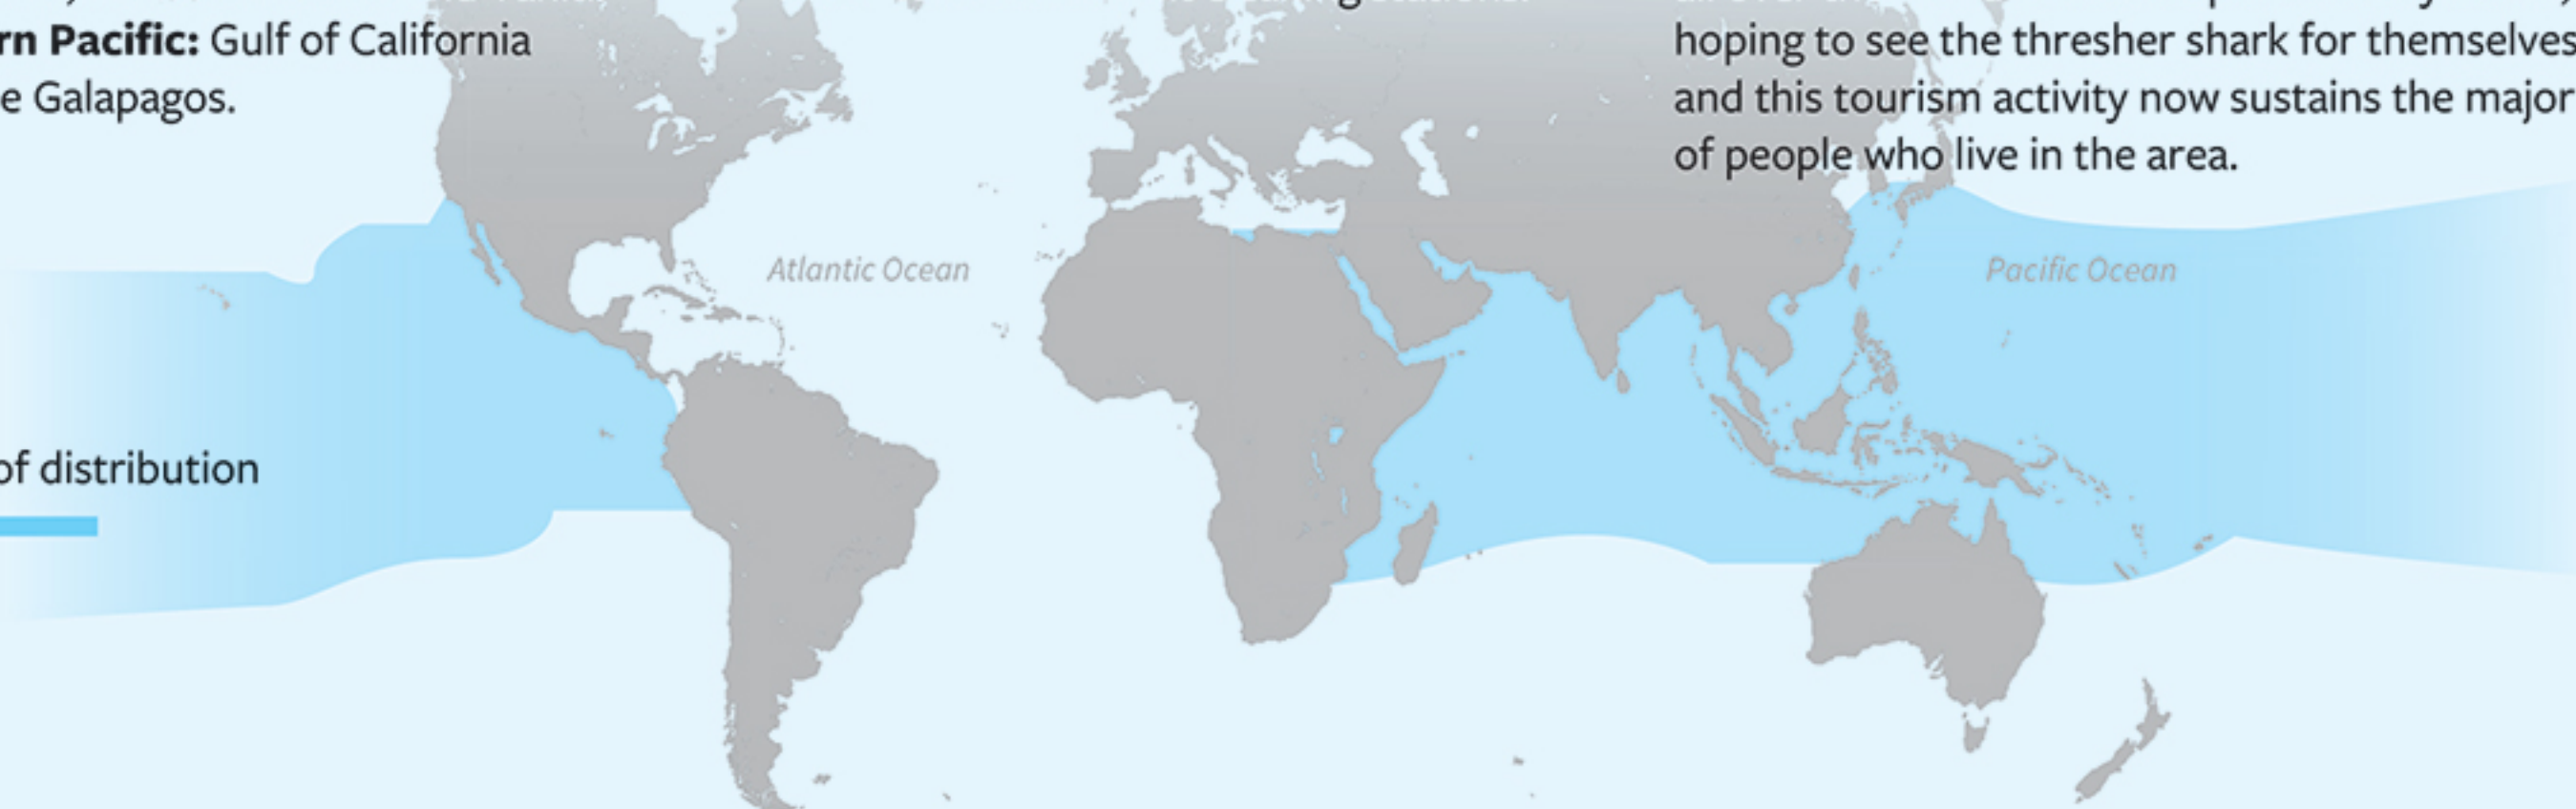 rn Pacific: Gulf of California
e Galapagos.
of distribution
Atlantic Ocean
hoping to see the thresher shark for themselves
and this tourism activity now sustains the major
of people who live in the area.
Pacific Ocean